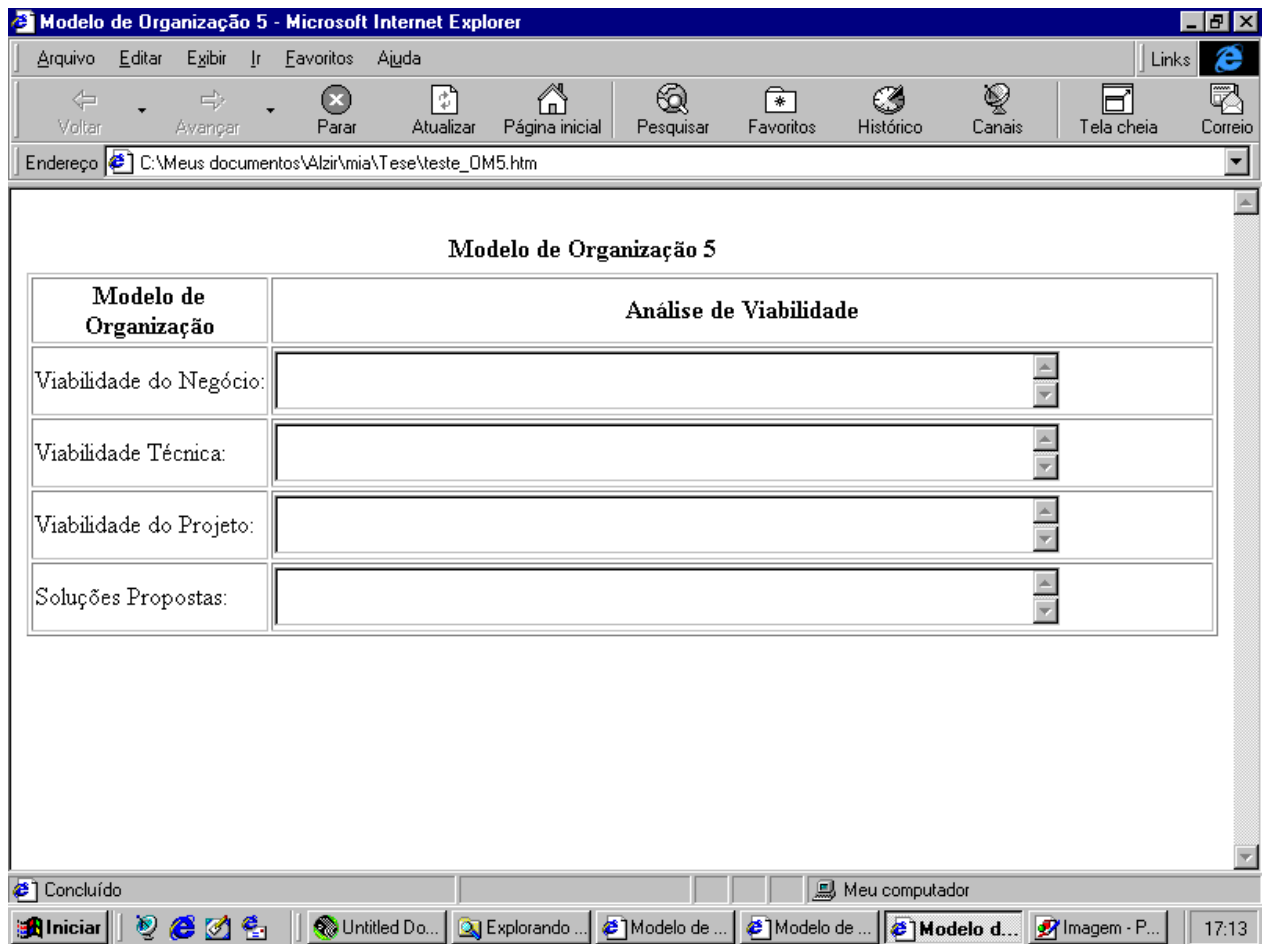 Modelo de Organização 5 - Microsoft Internet Explorer
Arquivo Editar Exibir Ir Favoritos Ajuda Links
Voltar Avançar Parar Atualizar Página inicial Pesquisar Favoritos Histórico Canais Tela cheia Correio
Endereço C:\Meus documentos\Alzir\mia\Tese\teste_OM5.htm
Modelo de Organização 5
Modelo de
Organização
Análise de Viabilidade
Viabilidade do Negócio:
Viabilidade Técnica:
Viabilidade do Projeto:
Soluções Propostas:
Concluído Meu computador
Iniciar Untitled Do... Explorando ... Modelo de ... Modelo de ... Modelo d... Imagem - P... 17:13